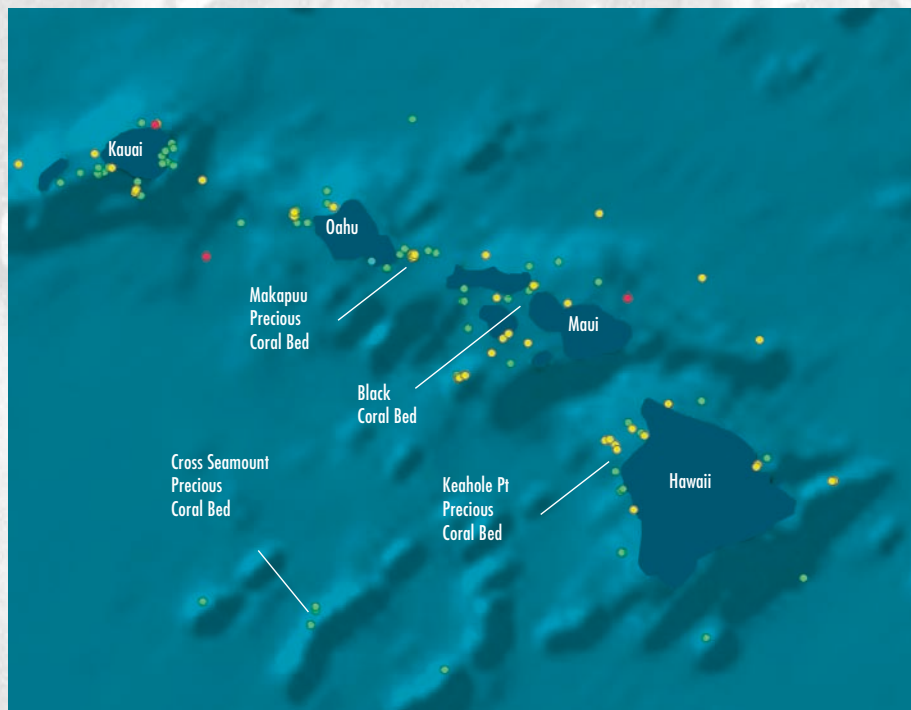 Kauai
Oahu
Makapuu
Precious
Coral Bed
Maui
Black
Coral Bed
Cross Seamount
Precious
Coral Bed
Keahole Pt
Precious
Coral Bed
Hawaii